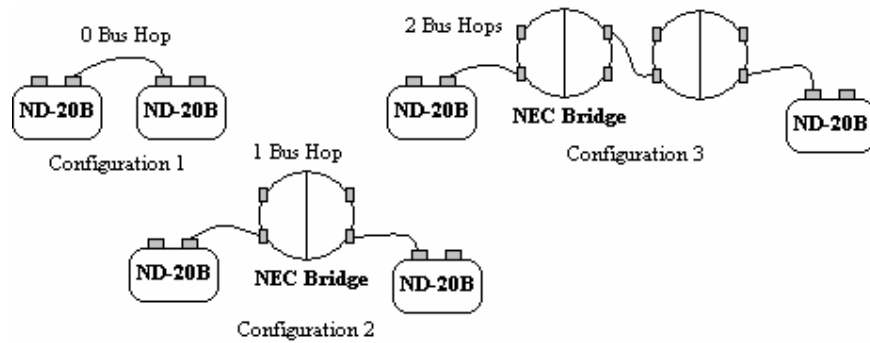 0 Bus Hop
ND-20B
ND-20B
Configuration 1
2 Bus Hops
ND-20B
NEC Bridge
ND-20B
Configuration 3
1 Bus Hop
ND-20B
NEC Bridge
ND-20B
Configuration 2